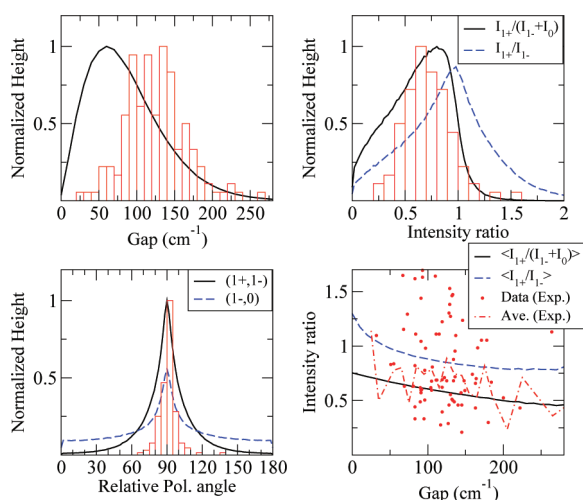 Normalized Height
1
0.5
0 50 100 150 200 250
Gap (cm⁻¹)
Normalized Height
1
0.5
I₁₊/(I₁₋+I₀)
I₁₊/I₁₋
0 0.5 1 1.5 2
Intensity ratio
Normalized Height
1
0.5
(1+,1-)
(1-,0)
0 30 60 90 120 150 180
Relative Pol. angle
<I₁₊/(I₁₋+I₀)>
<I₁₊/I₁₋>
Data (Exp.)
Ave. (Exp.)
Intensity ratio
1.5
1
0.5
0 100 200
Gap (cm⁻¹)